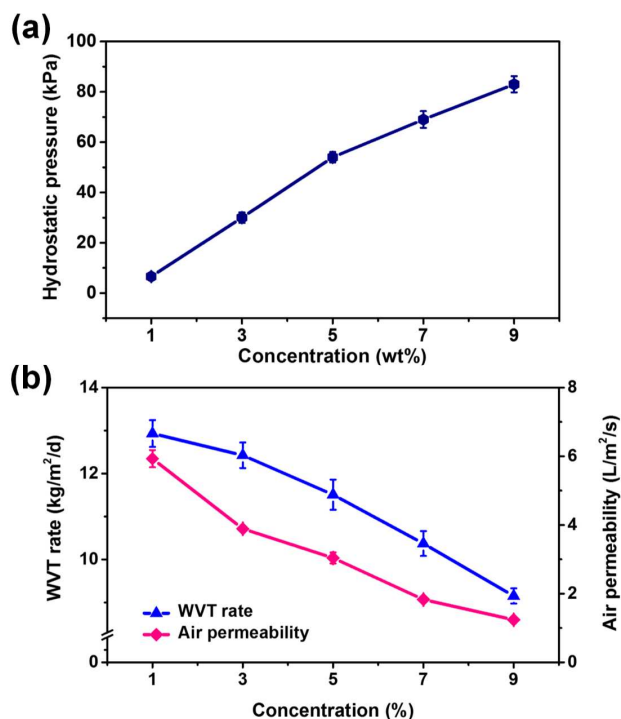 (a)
Hydrostatic pressure (kPa)
100
80
60
40
20
0
1 3 5 7 9
Concentration (wt%)
(b)
WVT rate (kg/m²/d)
14
12
10
0
WVT rate
Air permeability
8
6
4
2
0
Air permeability (L/m²/s)
1 3 5 7 9
Concentration (%)